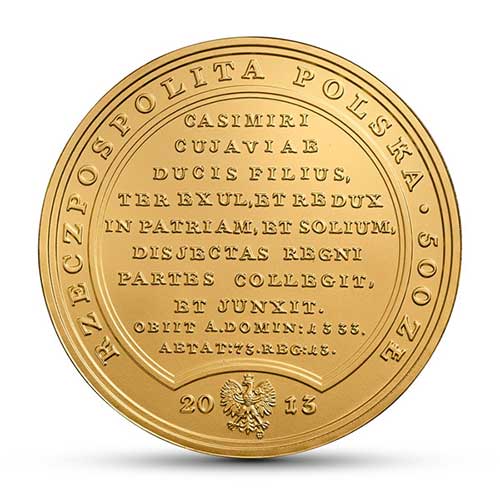 RZECZPOSPOLITA POLSKA · 500 ZŁ
CASIMIRI
CUJAVIAE
DUCIS FILIUS,
TER EXUL, ET REDUX
IN PATRIAM, ET SOLIUM,
DISJECTAS REGNI
PARTES COLLEGIT,
ET JUNXIT.
OBIIT A.DOMIN:1333.
AETAT:73.REG:13.
20 13